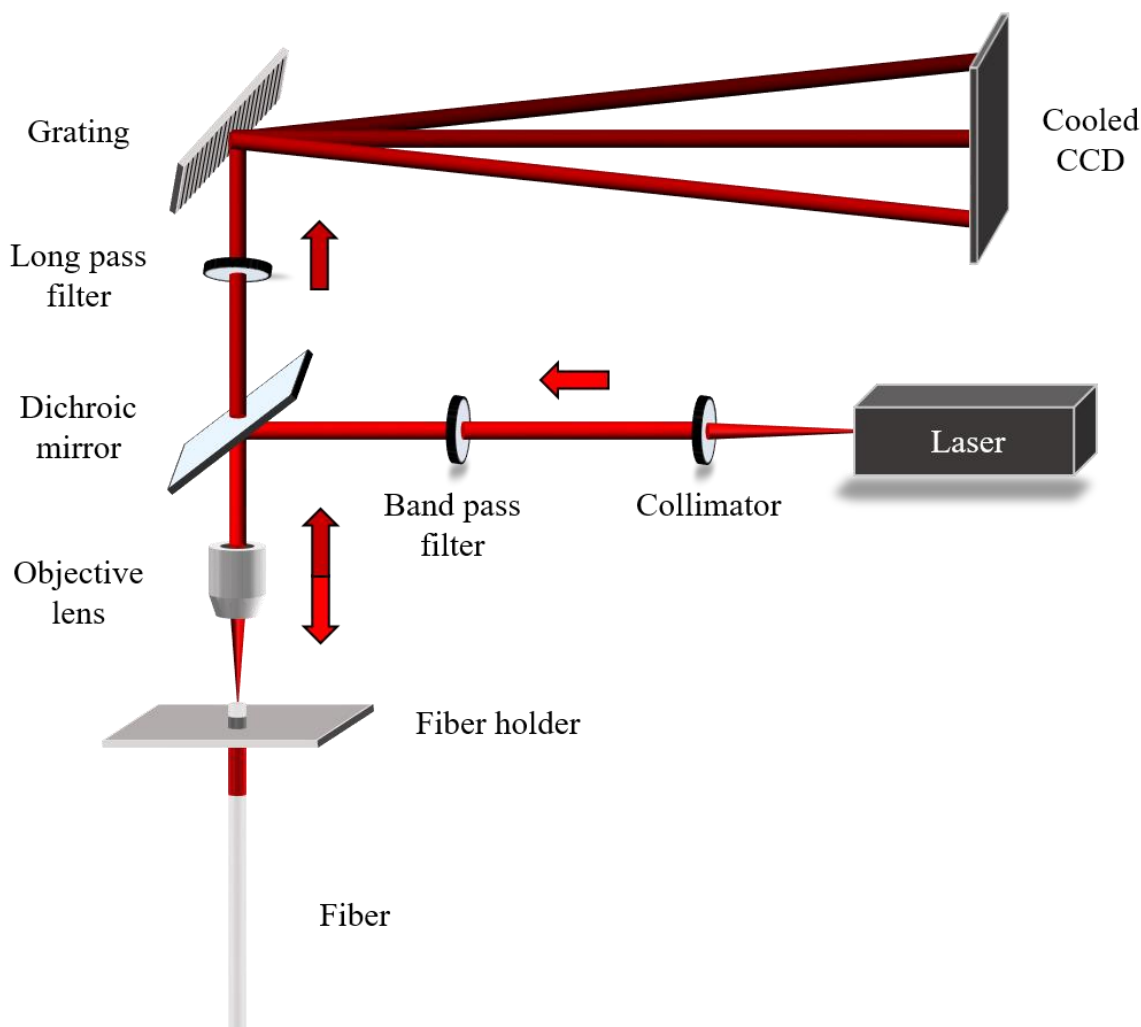 Grating
Cooled
CCD
Long pass
filter
Dichroic
mirror
Laser
Band pass
filter
Collimator
Objective
lens
Fiber holder
Fiber